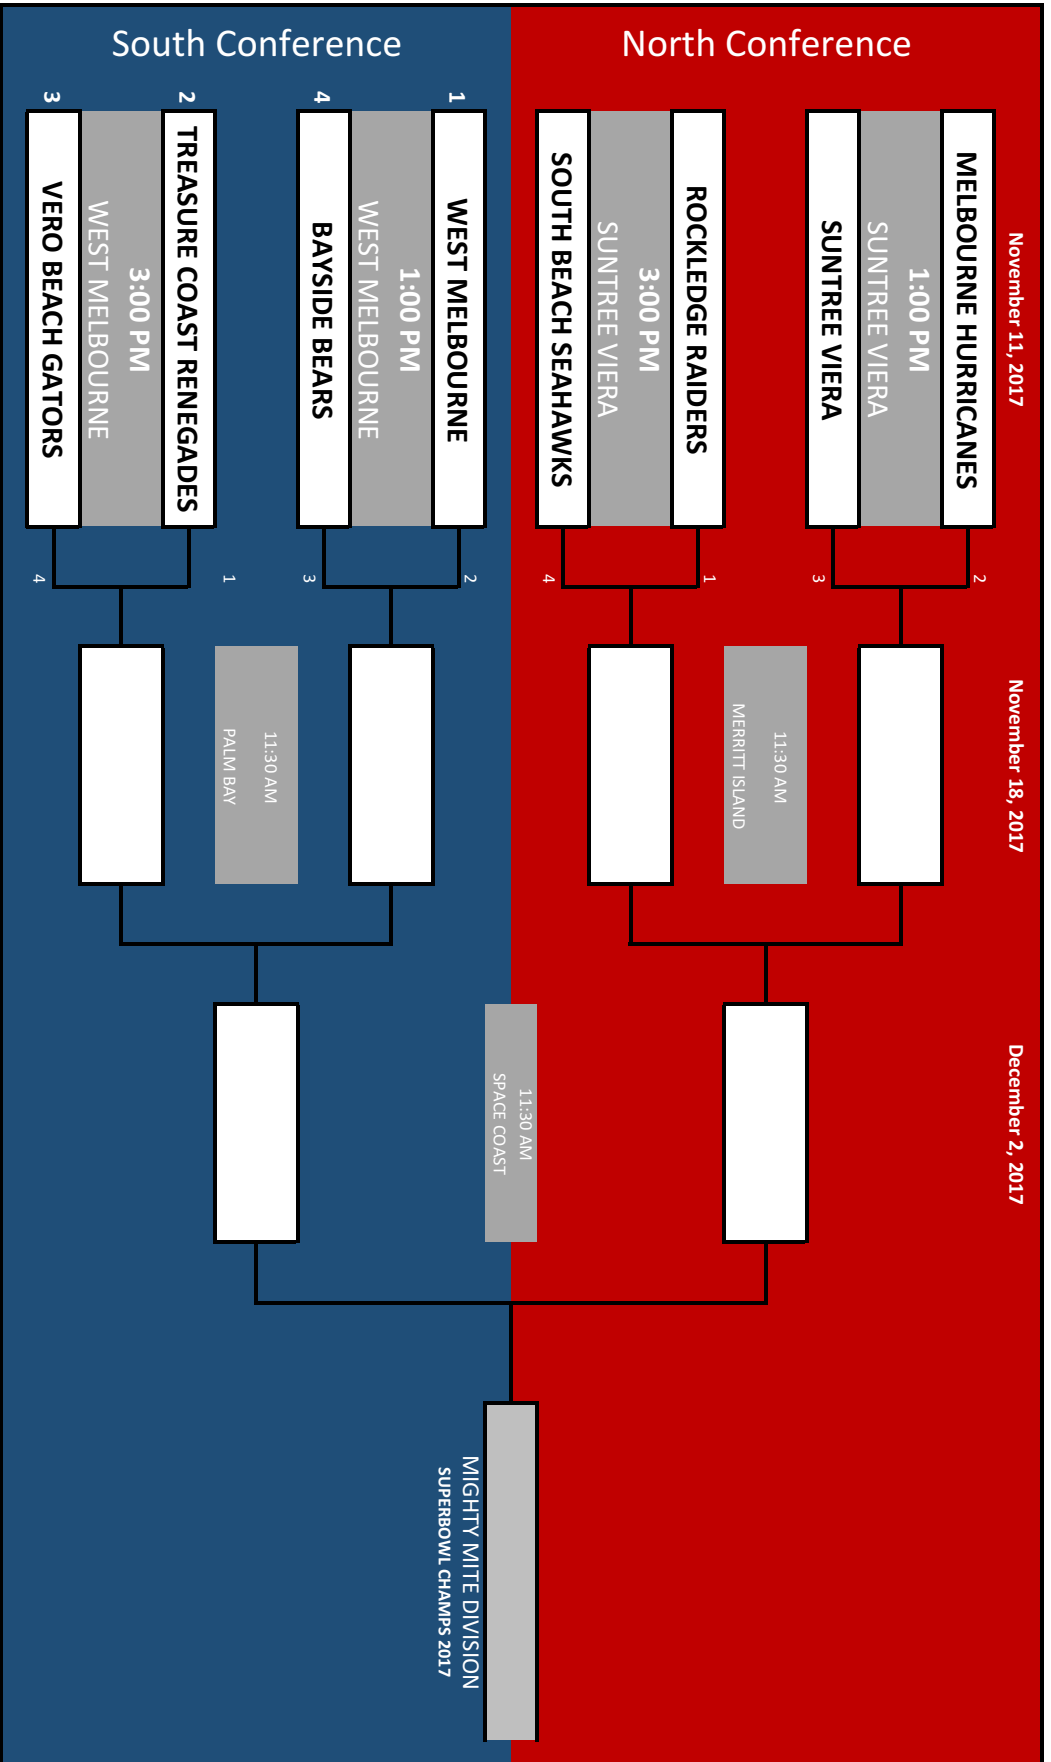 North Conference
South Conference
November 11, 2017
November 18, 2017
December 2, 2017
MELBOURNE HURRICANES
2
1:00 PM
SUNTREE VIERA
SUNTREE VIERA
3
11:30 AM
MERRITT ISLAND
ROCKLEDGE RAIDERS
1
3:00 PM
SUNTREE VIERA
SOUTH BEACH SEAHAWKS
4
11:30 AM
SPACE COAST
MIGHTY MITE DIVISION
SUPERBOWL CHAMPS 2017
1
WEST MELBOURNE
2
1:00 PM
WEST MELBOURNE
4
BAYSIDE BEARS
3
11:30 AM
PALM BAY
1
2
TREASURE COAST RENEGADES
3:00 PM
WEST MELBOURNE
3
VERO BEACH GATORS
4